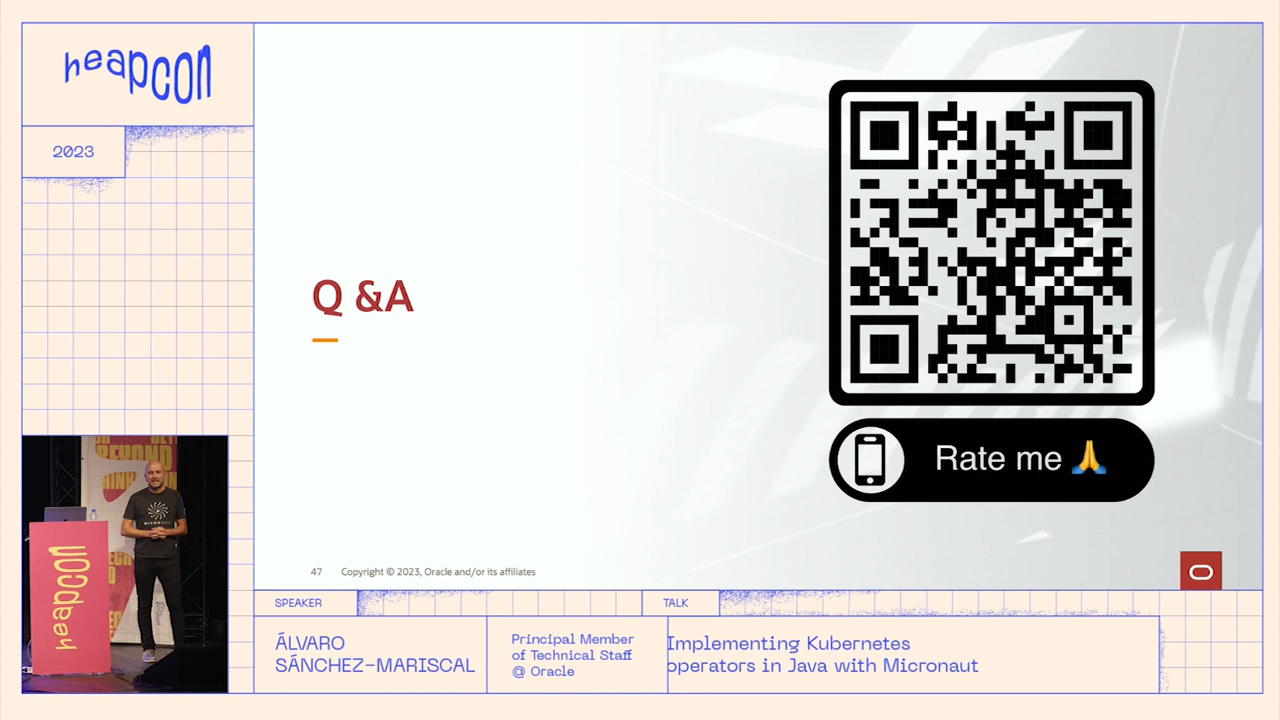 heapcon
2023
Q &A
Rate me 🙏
47 Copyright © 2023, Oracle and/or its affiliates
BEYOND
heapcon
SPEAKER
TALK
ÁLVARO
SÁNCHEZ-MARISCAL
Principal Member
of Technical Staff
@ Oracle
Implementing Kubernetes
operators in Java with Micronaut